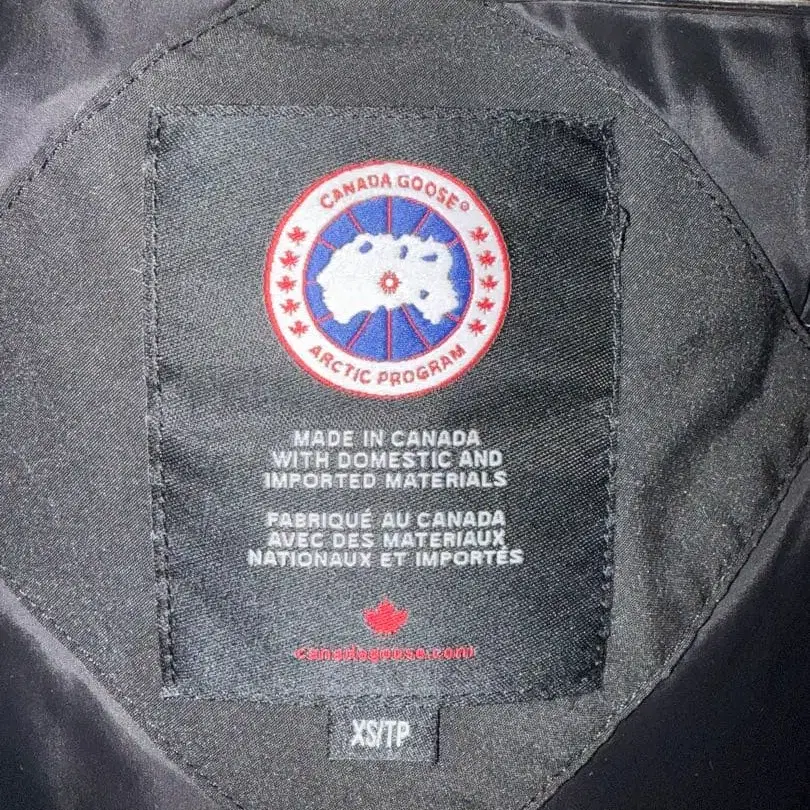 CANADA GOOSE®
ARCTIC PROGRAM
MADE IN CANADA
WITH DOMESTIC AND
IMPORTED MATERIALS
FABRIQUÉ AU CANADA
AVEC DES MATERIAUX
NATIONAUX ET IMPORTÉS
canadagoose.com
XS/TP